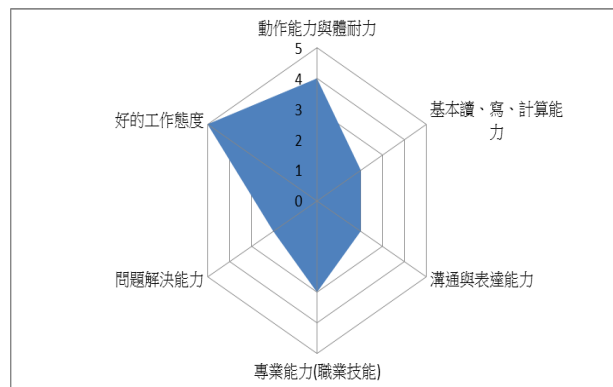 動作能力與體耐力
5
4
3
2
1
0
基本讀、寫、計算能
力
溝通與表達能力
專業能力(職業技能)
問題解決能力
好的工作態度